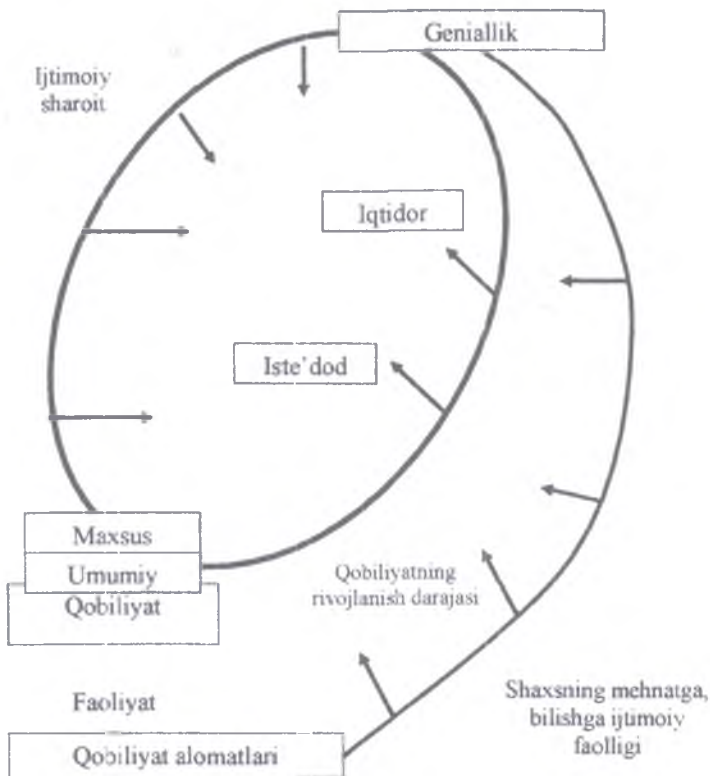 Geniallik
Ijtimoiy
sharoit
Iqtidor
Iste'dod
Maxsus
Umumiy
Qobiliyat
Qobiliyatning
rivojlanish darajasi
Faoliyat
Shaxsning mehnatga,
bilishga ijtimoiy
faolligi
Qobiliyat alomatlari